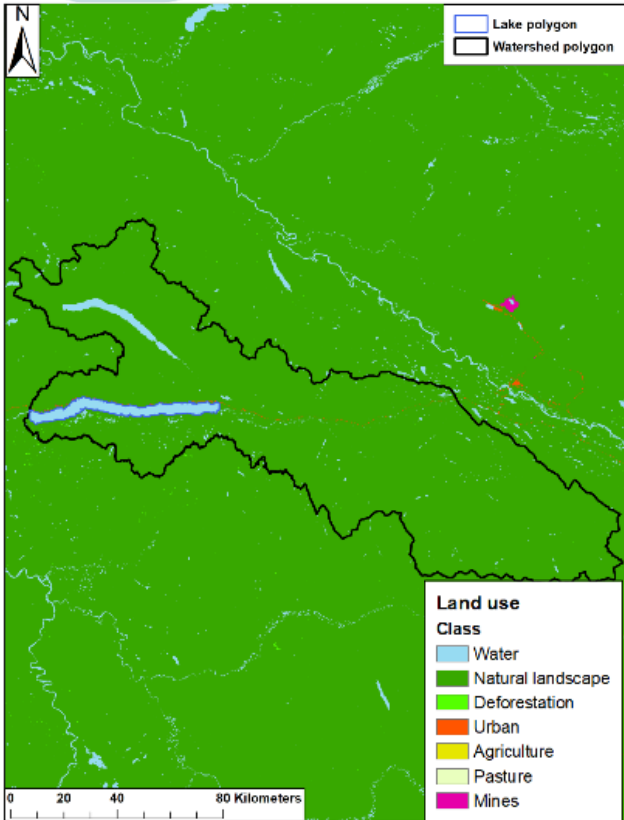 N
Lake polygon
Watershed polygon
Land use
Class
Water
Natural landscape
Deforestation
Urban
Agriculture
Pasture
Mines
0 20 40 80 Kilometers